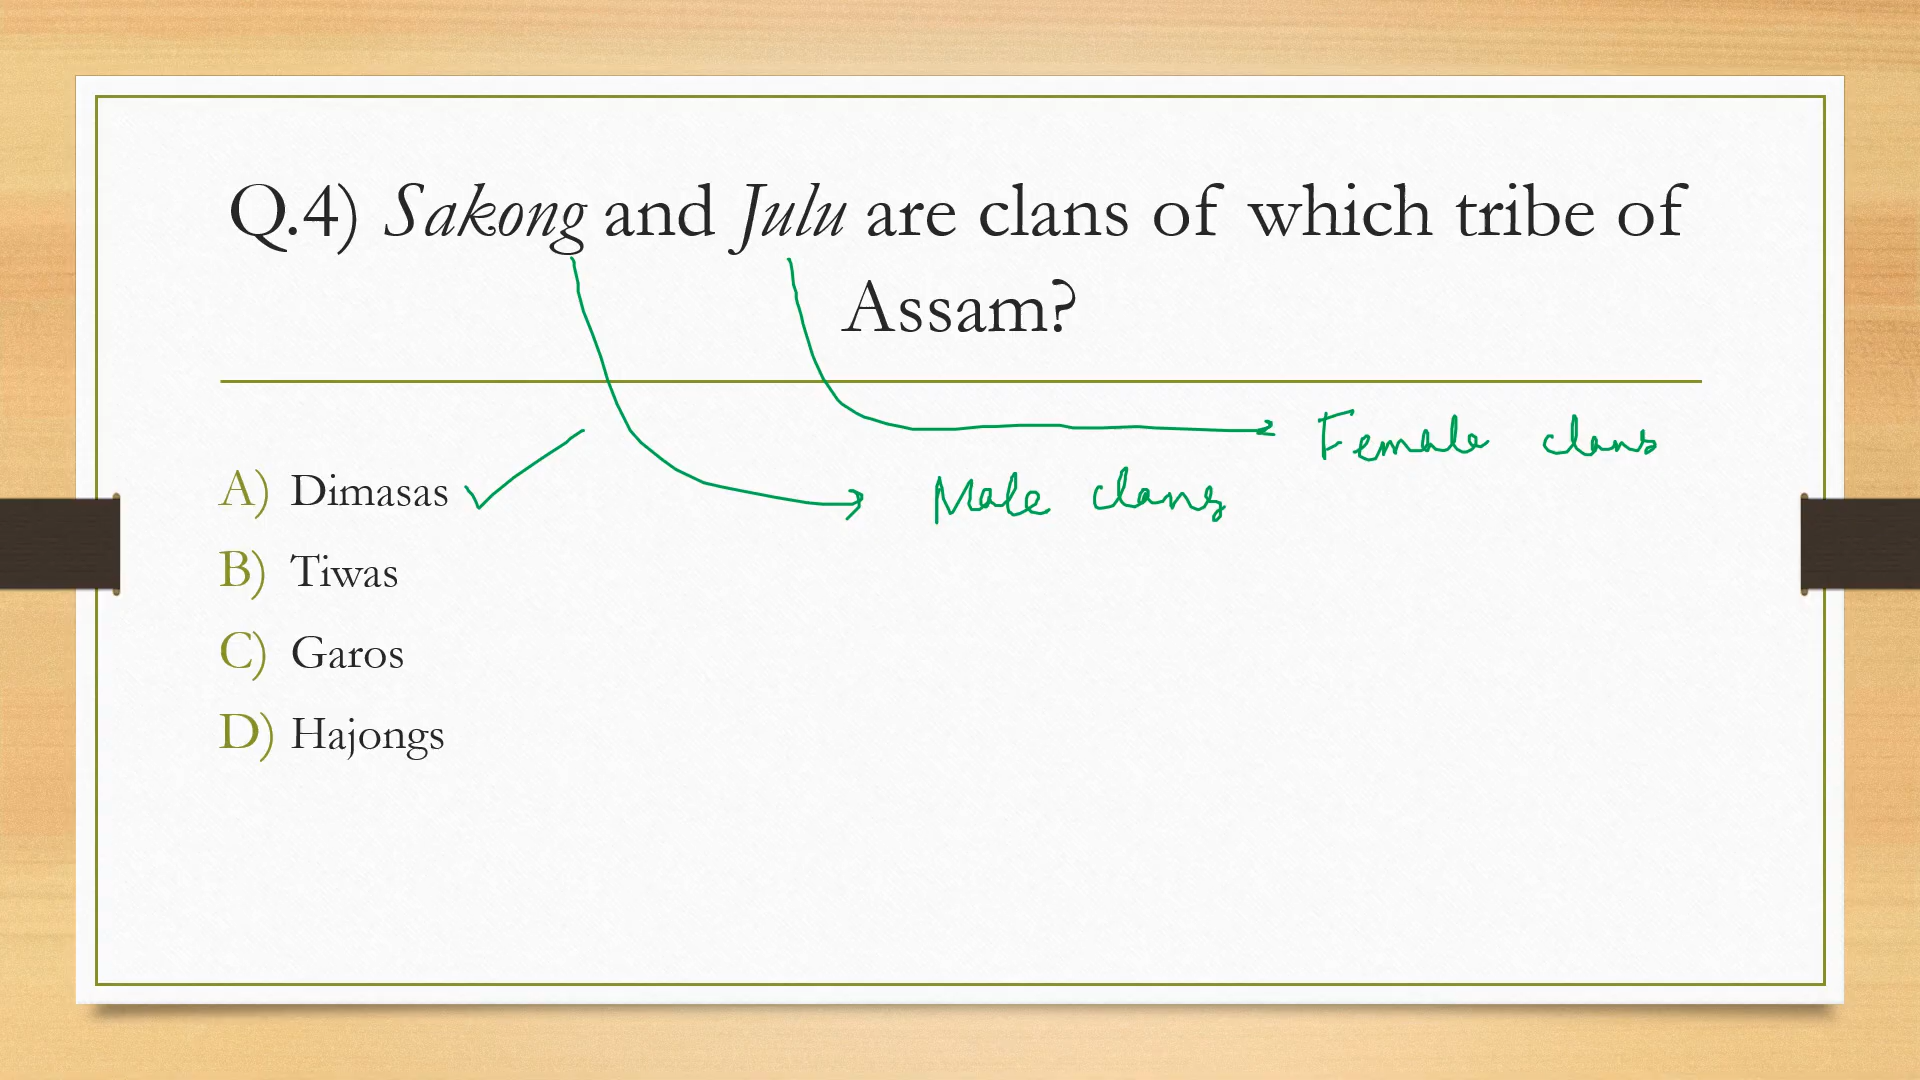 Q.4) Sakong and Julu are clans of which tribe of
Assam?
Female clans
Male clans
A) Dimasas
B) Tiwas
C) Garos
D) Hajongs